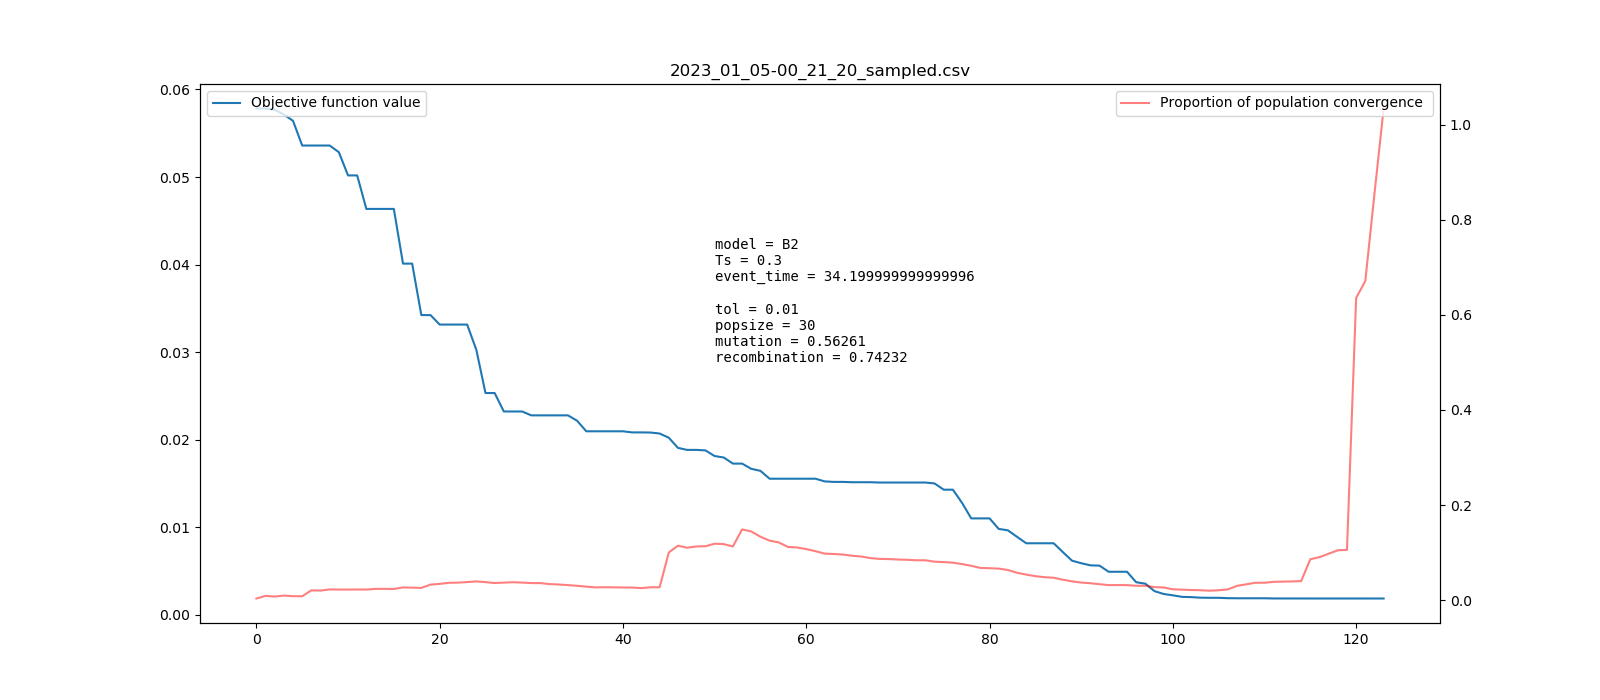 2023_01_05-00_21_20_sampled.csv
Objective function value
Proportion of population convergence
0.06
0.05
0.04
0.03
0.02
0.01
0.00
1.0
0.8
0.6
0.4
0.2
0.0
model = B2
Ts = 0.3
event_time = 34.199999999999996
tol = 0.01
popsize = 30
mutation = 0.56261
recombination = 0.74232
0 20 40 60 80 100 120